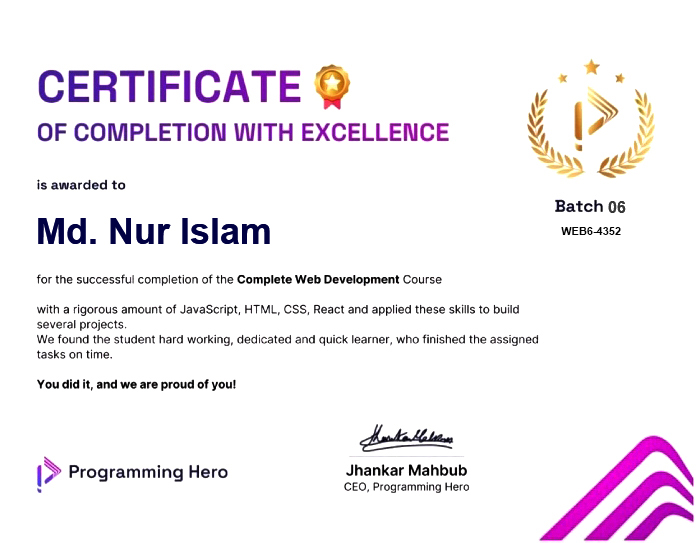 CERTIFICATE
OF COMPLETION WITH EXCELLENCE
is awarded to
Md. Nur Islam
Batch 06
WEB6-4352
for the successful completion of the Complete Web Development Course
with a rigorous amount of JavaScript, HTML, CSS, React and applied these skills to build
several projects.
We found the student hard working, dedicated and quick learner, who finished the assigned
tasks on time.
You did it, and we are proud of you!
Programming Hero
Jhankar Mahbub
CEO, Programming Hero